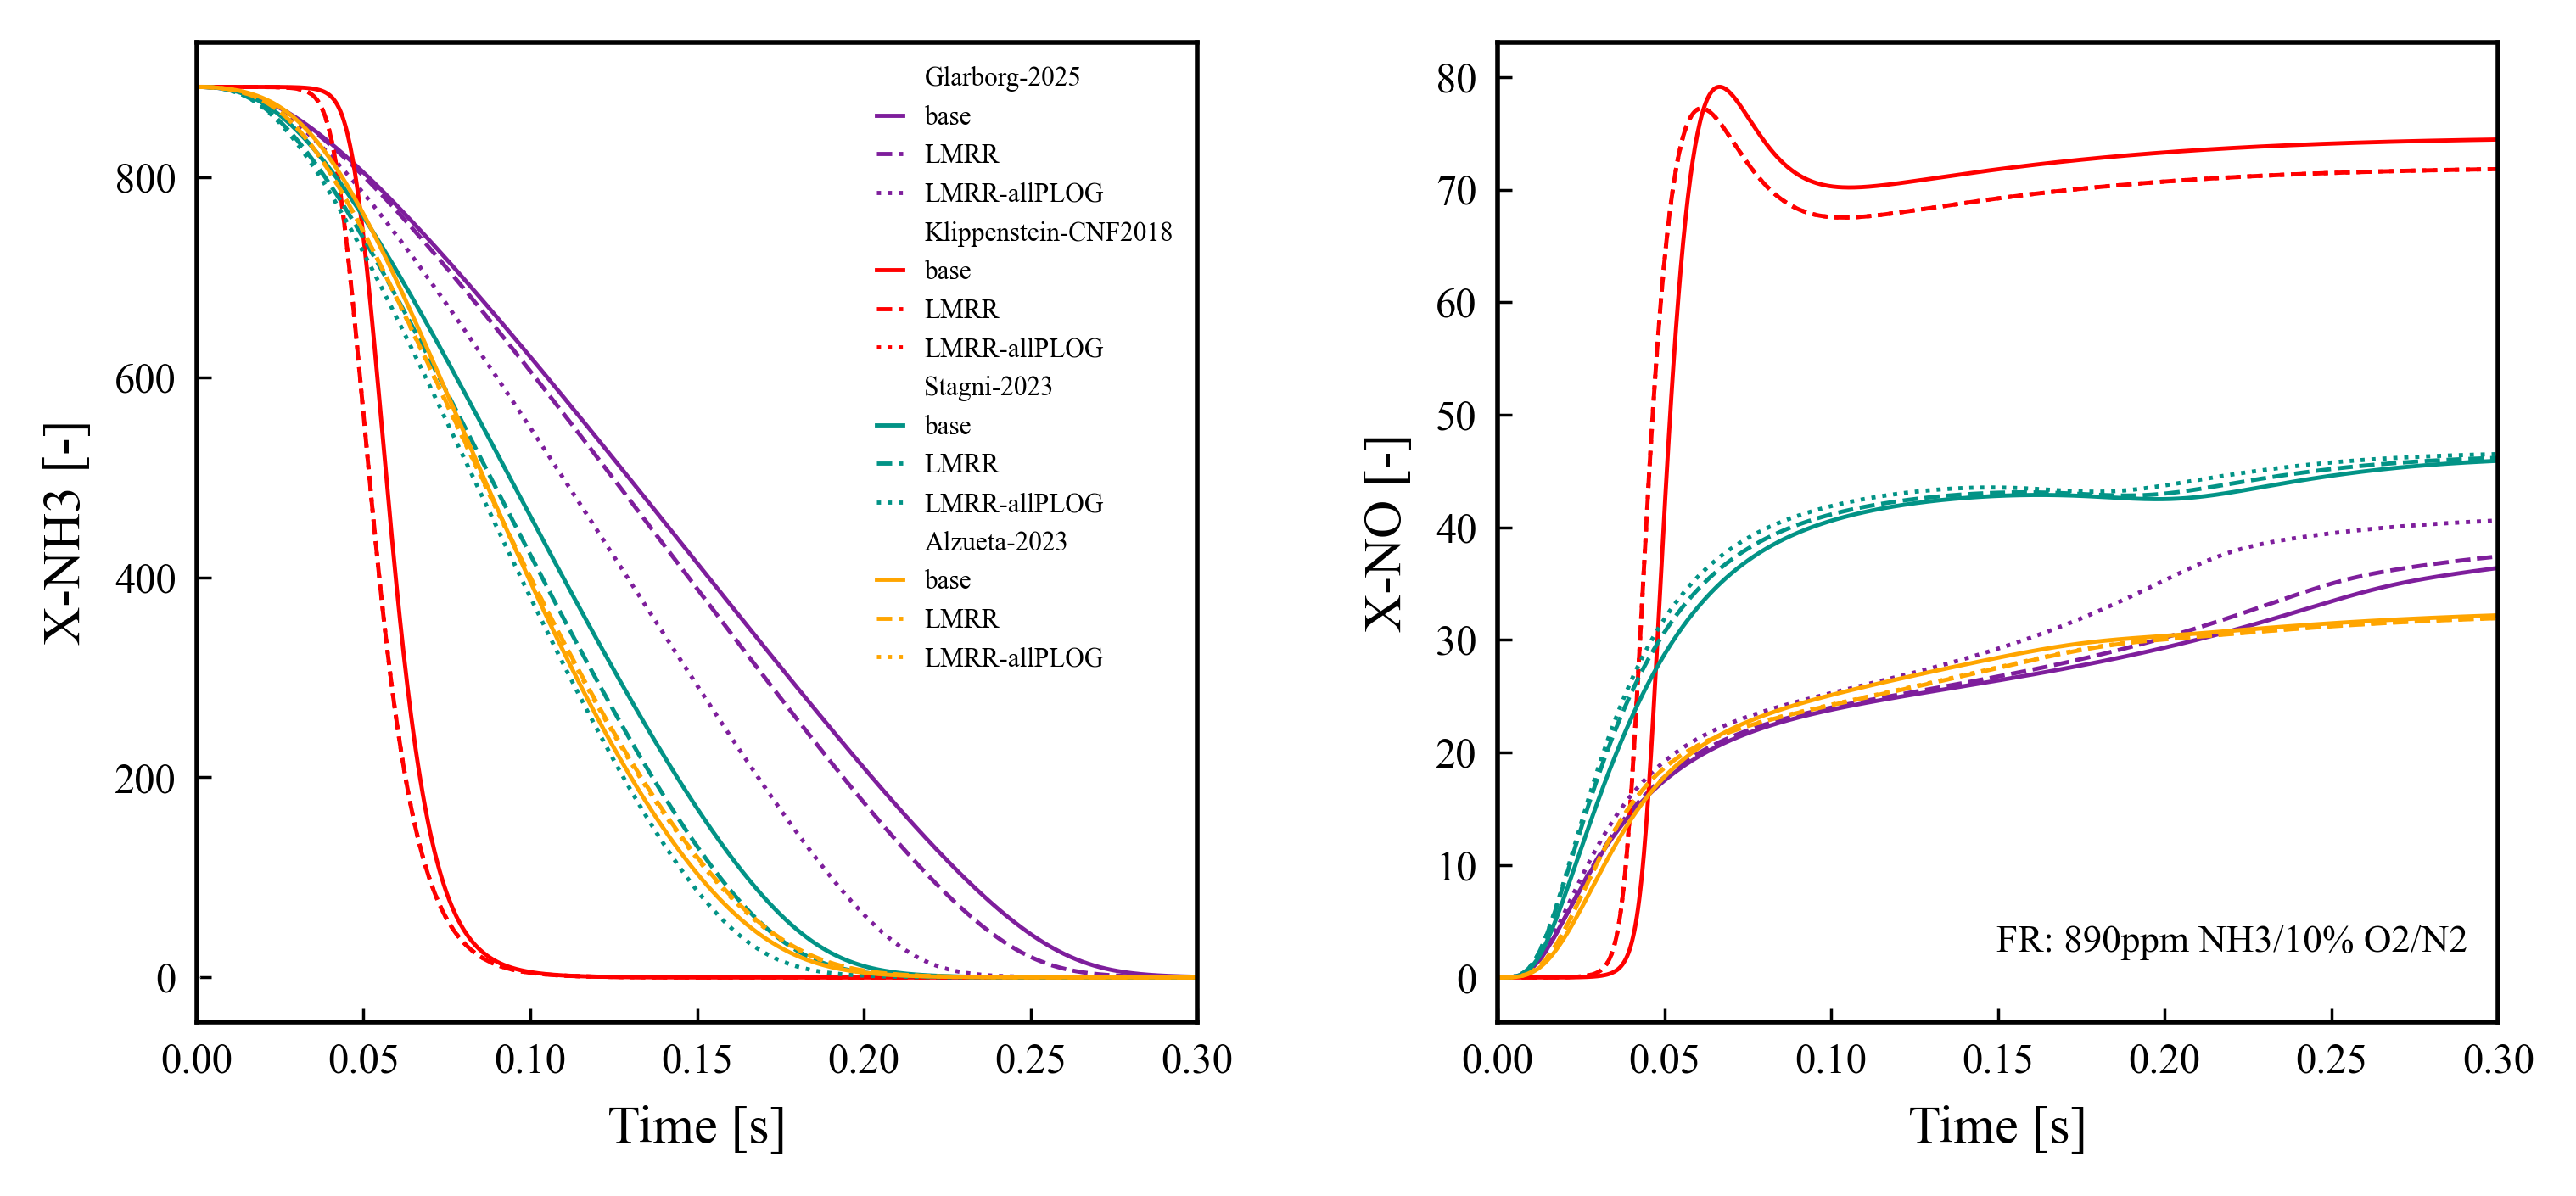 X-NH3 [-]
800
600
400
200
0
0.00 0.05 0.10 0.15 0.20 0.25 0.30
Time [s]
Glarborg-2025
base
LMRR
LMRR-allPLOG
Klippenstein-CNF2018
base
LMRR
LMRR-allPLOG
Stagni-2023
base
LMRR
LMRR-allPLOG
Alzueta-2023
base
LMRR
LMRR-allPLOG
X-NO [-]
80
70
60
50
40
30
20
10
0
0.00 0.05 0.10 0.15 0.20 0.25 0.30
Time [s]
FR: 890ppm NH3/10% O2/N2